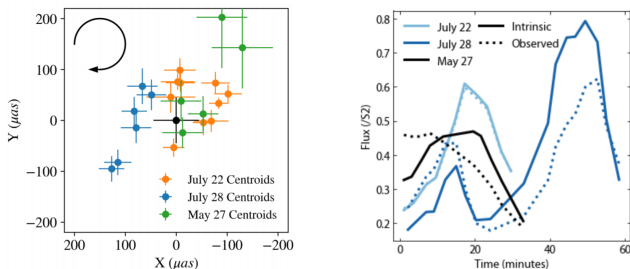 200
100
0
−100
−200
Y (μas)
200 100 0 −100 −200
X (μas)
July 22 Centroids
July 28 Centroids
May 27 Centroids
0.8
0.7
0.6
0.5
0.4
0.3
0.2
Flux (/S2)
0 20 40 60
Time (minutes)
July 22 Intrinsic
July 28 Observed
May 27